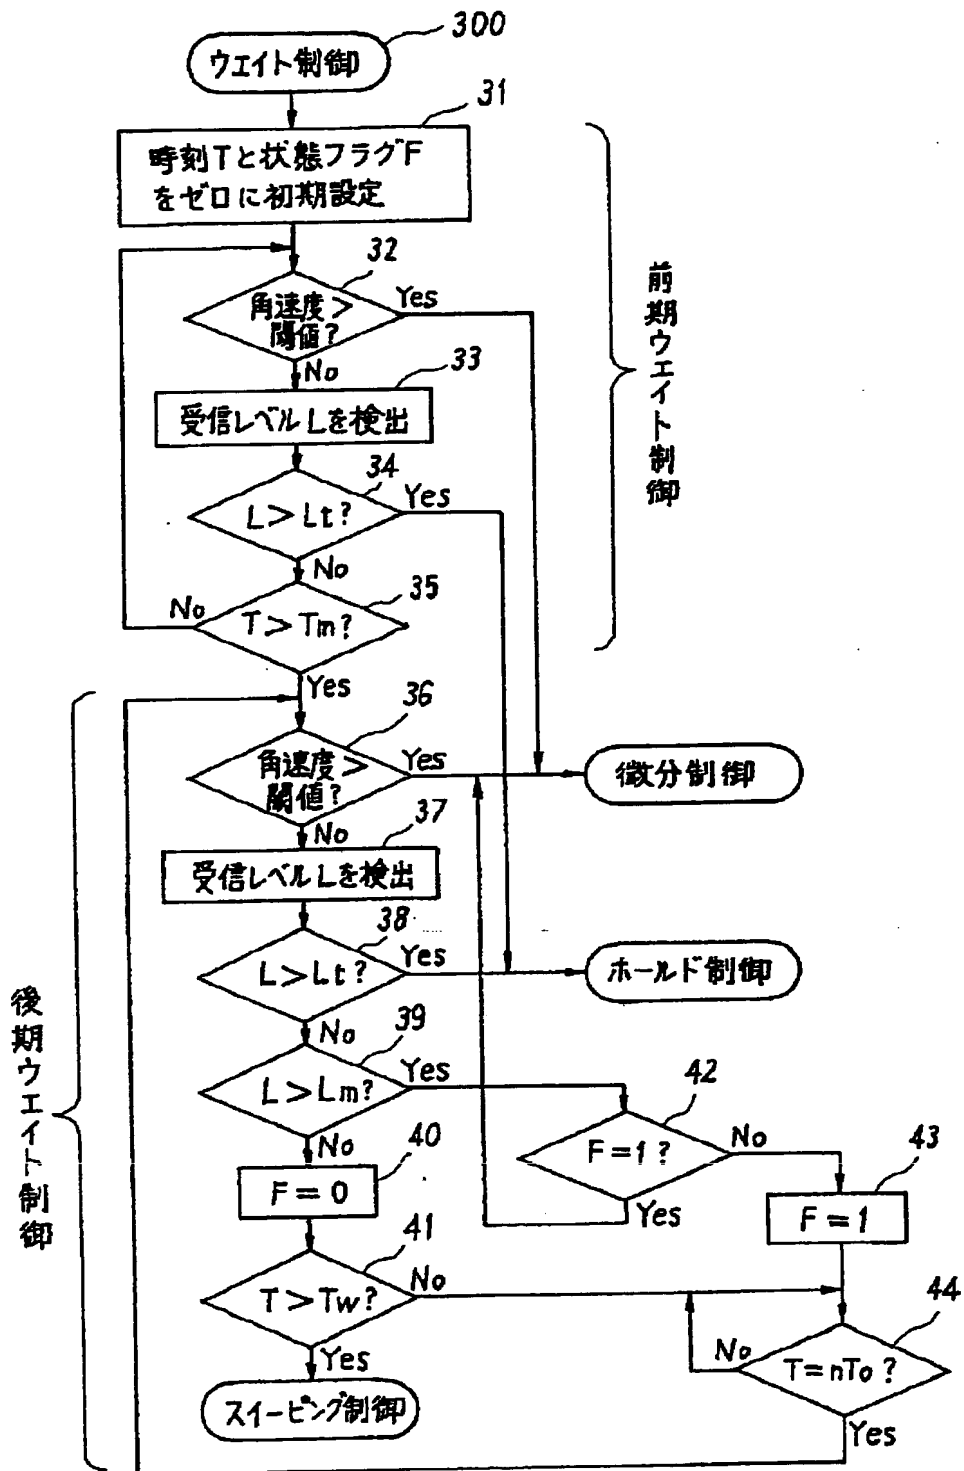 300
ウエイト制御
31
時刻Tと状態フラグF
をゼロに初期設定
32
角速度>
閾値?
Yes
No
33
受信レベルLを検出
34
L>Lt?
Yes
No
35
T>Tm?
No
Yes
前期ウエイト制御
36
角速度>
閾値?
Yes
微分制御
No
37
受信レベルLを検出
38
L>Lt?
Yes
ホールド制御
No
39
L>Lm?
Yes
No
42
F=1?
No
Yes
43
F=1
40
F=0
41
T>Tw?
No
Yes
44
T=nTo?
No
Yes
スイーピング制御
後期ウエイト制御